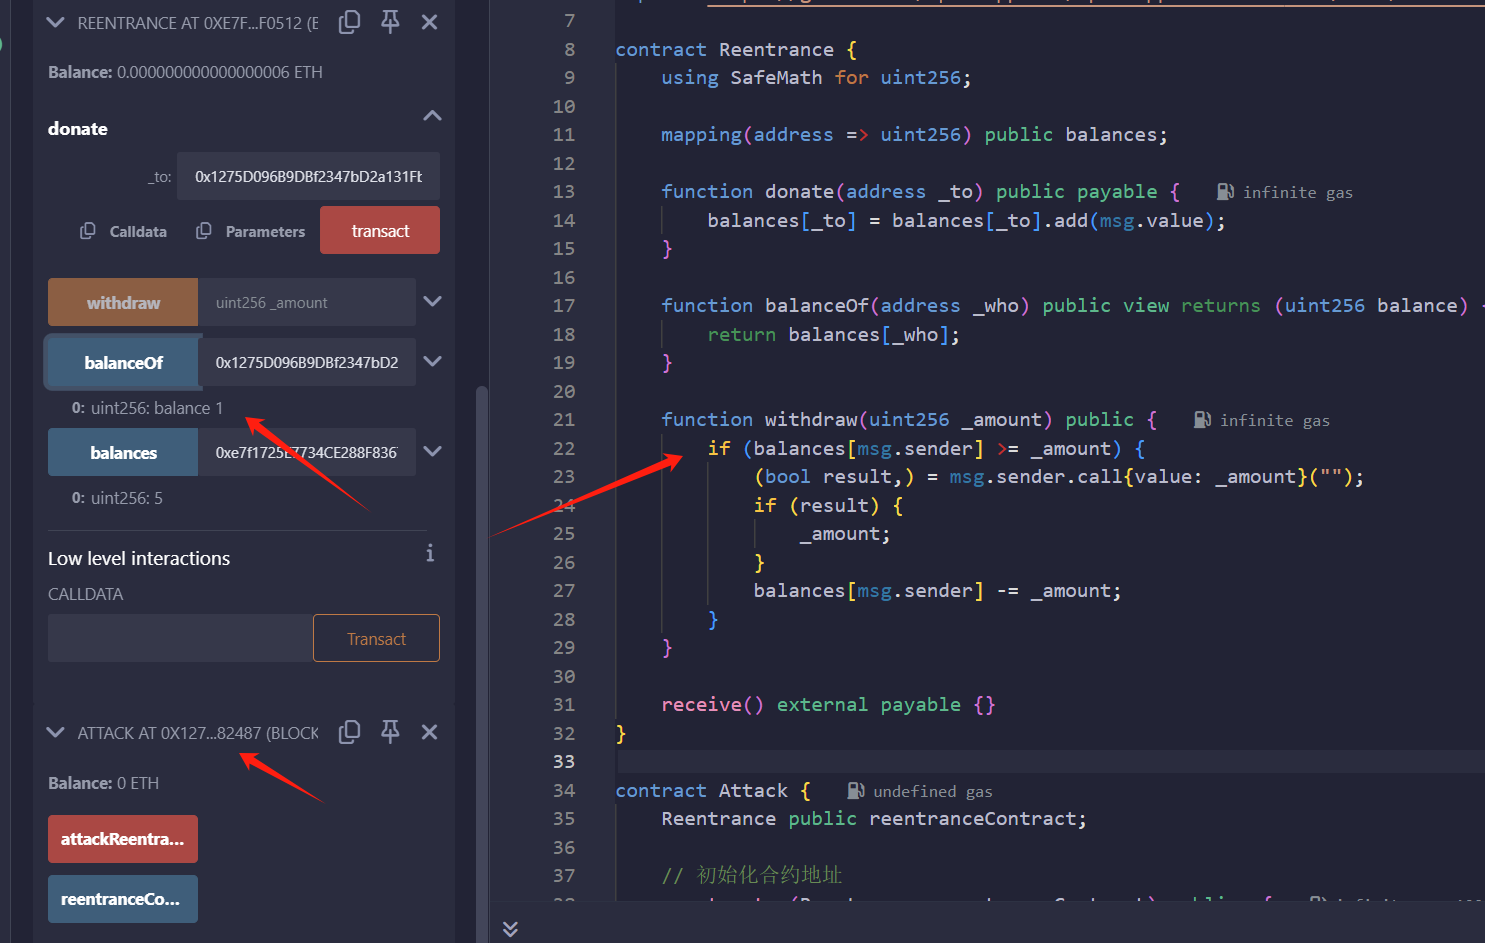 REENTRANCE AT 0XE7F...F0512 (E
Balance: 0.000000000000000006 ETH
donate
_to: 0x1275D096B9DBf2347bD2a131Ft
Calldata Parameters transact
withdraw uint256 _amount
balanceOf 0x1275D096B9DBf2347bD2
0: uint256: balance 1
balances
0: uint256: 5
Low level interactions i
CALLDATA
Transact
ATTACK AT 0X127...82487 (BLOCK
Balance: 0 ETH
attackReentra...
reentranceCo...
7
8 contract Reentrance {
9 using SafeMath for uint256;
10
11 mapping(address => uint256) public balances;
12
13 function donate(address _to) public payable { infinite gas
14 balances[_to] = balances[_to].add(msg.value);
15 }
16
17 function balanceOf(address _who) public view returns (uint256 balance) {
18 return balances[_who];
19 }
20
21 function withdraw(uint256 _amount) public { infinite gas
22 if (balances[msg.sender] >= _amount) {
23 (bool result,) = msg.sender.call{value: _amount}("");
24 if (result) {
25 _amount;
26 }
27 balances[msg.sender] -= _amount;
28 }
29 }
30
31 receive() external payable {}
32 }
33
34 contract Attack { undefined gas
35 Reentrance public reentranceContract;
36
37 // 初始化合约地址